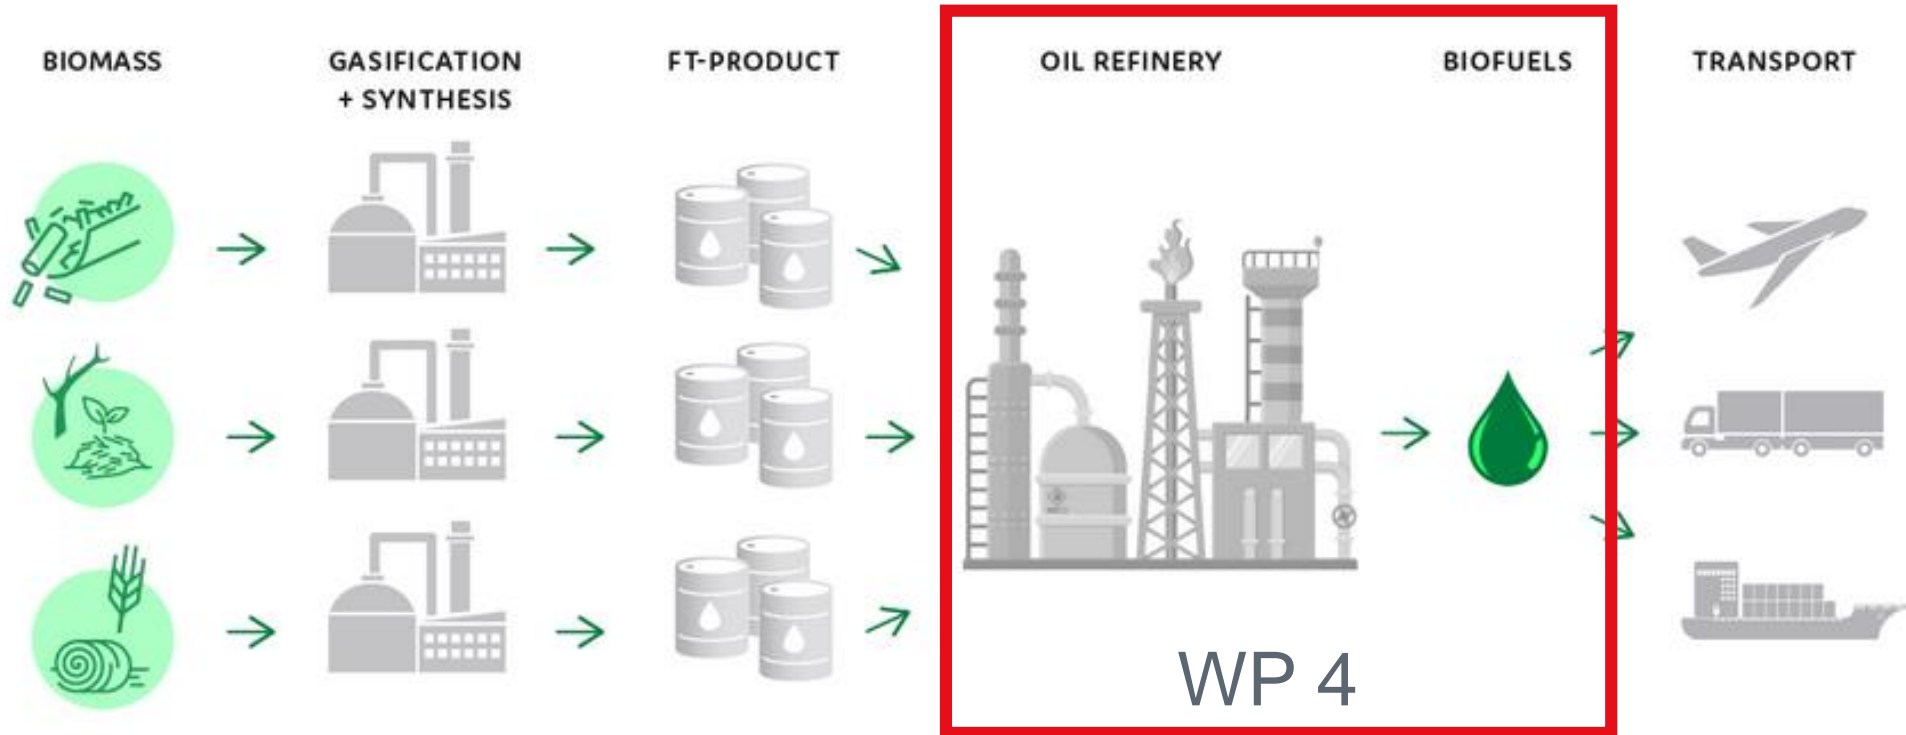 BIOMASS
GASIFICATION
+ SYNTHESIS
FT-PRODUCT
OIL REFINERY
BIOFUELS
TRANSPORT
WP 4